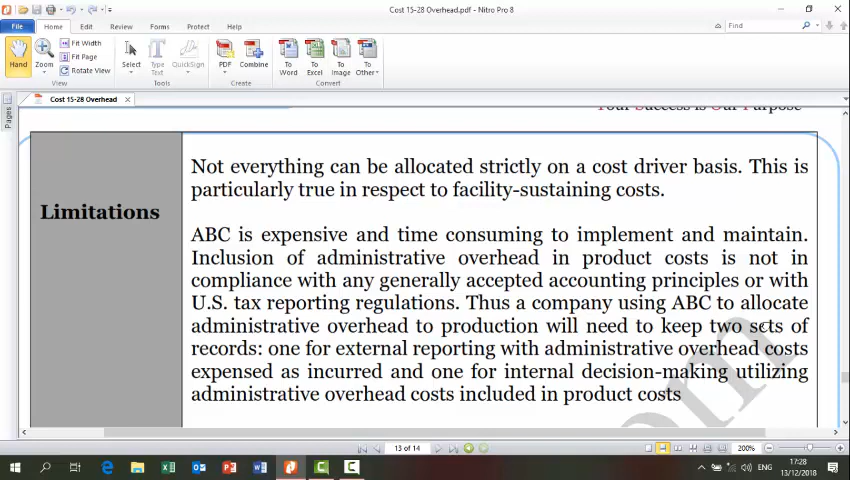 Cost 15-28 Overhead.pdf - Nitro Pro 8
File Home Edit Review Forms Protect Help
Find
Hand
Zoom
Fit Width
Fit Page
Rotate View
View
Select
Type Text
QuickSign
Tools
PDF
Combine
Create
To Word
To Excel
To Image
To Other
Convert
Pages
Cost 15-28 Overhead
Your Success is Our Purpose
Limitations
Not everything can be allocated strictly on a cost driver basis. This is
particularly true in respect to facility-sustaining costs.
ABC is expensive and time consuming to implement and maintain.
Inclusion of administrative overhead in product costs is not in
compliance with any generally accepted accounting principles or with
U.S. tax reporting regulations. Thus a company using ABC to allocate
administrative overhead to production will need to keep two sets of
records: one for external reporting with administrative overhead costs
expensed as incurred and one for internal decision-making utilizing
administrative overhead costs included in product costs
13 of 14
200%
ENG
17:28
13/12/2018